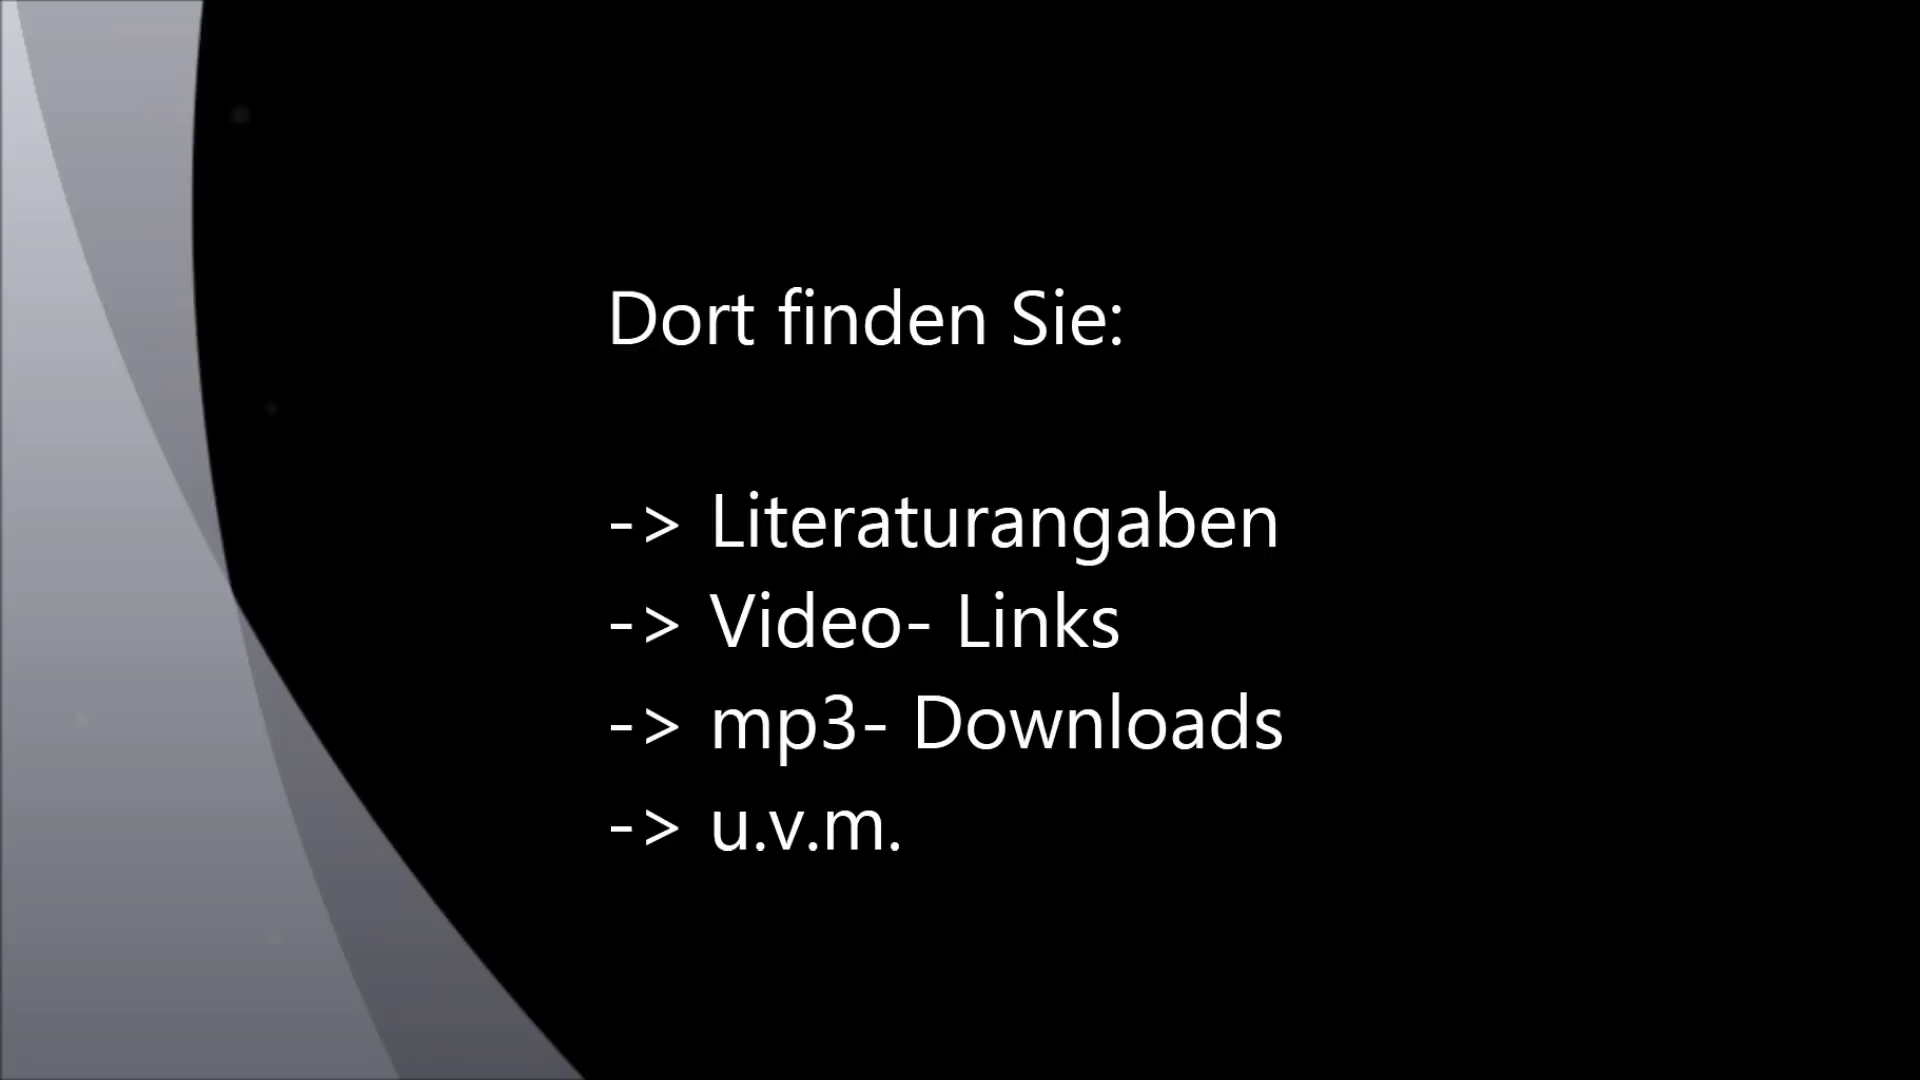 Dort finden Sie:
-> Literaturangaben
-> Video- Links
-> mp3- Downloads
-> u.v.m.